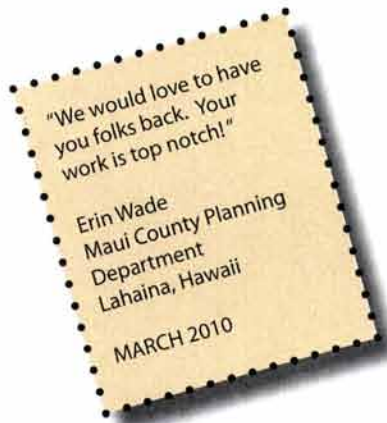 "We would love to have
you folks back.  Your
work is top notch!"
Erin Wade
Maui County Planning
Department
Lahaina, Hawaii
MARCH 2010